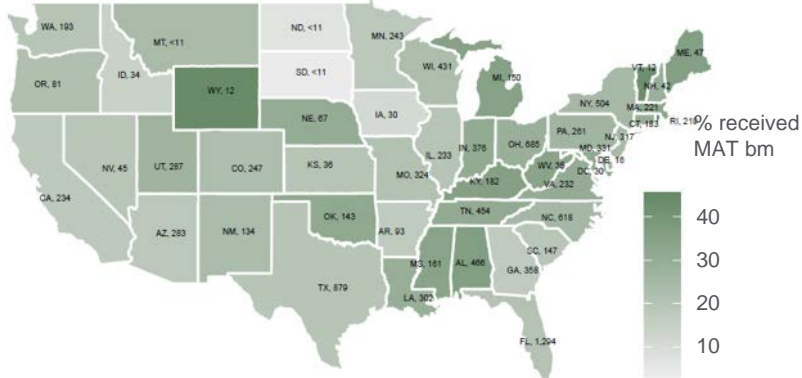 WA, 193
MT, <11
ND, <11
MN, 243
ME, 47
VT, 12
NH, 42
OR, 81
ID, 34
SD, <11
WI, 431
MI, 150
WY, 12
NY, 504
MA, 221
CT, 183
RI, 210
IA, 30
NE, 67
PA, 261
NJ, 317
% received
MAT bm
NV, 45
UT, 287
CO, 247
IL, 233
IN, 376
OH, 685
MD, 331
DE, 16
DC, 30
KS, 36
MO, 324
WV, 35
VA, 232
CA, 234
KY, 182
40
OK, 143
TN, 454
NC, 618
AZ, 283
NM, 134
AR, 93
SC, 147
30
MS, 161
AL, 466
GA, 358
TX, 879
LA, 302
20
FL, 1,294
10